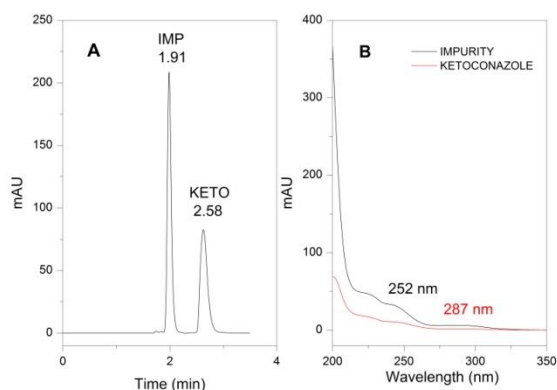 A
IMP
1.91
KETO
2.58
250
200
150
100
50
0
mAU
0
2
4
Time (min)
B
IMPURITY
KETOCONAZOLE
252 nm
287 nm
400
300
200
100
0
mAU
200
250
300
350
Wavelength (nm)